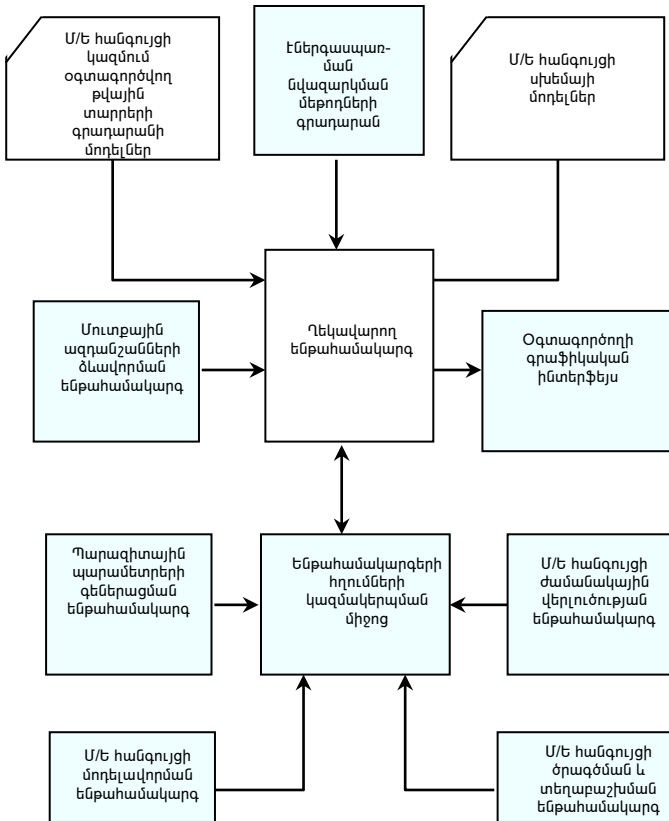 Մ/Ե հանգույցի
կազմում
օգտագործվող
թվային
տարրերի
գրադարանի
մոդելներ
Էներգասպառ-
ման
նվազարկման
մեթոդների
գրադարան
Մ/Ե հանգույցի
սխեմայի
մոդելներ
Մուտքային
ազդանշանների
ձևավորման
ենթահամակարգ
Ղեկավարող
ենթահամակարգ
Օգտագործողի
գրաֆիկական
ինտերֆեյս
Պարազիտային
պարամետրերի
գեներացման
ենթահամակարգ
Ենթահամակարգերի
հղումների
կազմակերպման
միջոց
Մ/Ե հանգույցի
ժամանակային
վերլուծության
ենթահամակարգ
Մ/Ե հանգույցի
մոդելավորման
ենթահամակարգ
Մ/Ե հանգույցի
ծրագծման և
տեղաբաշխման
ենթահամակարգ